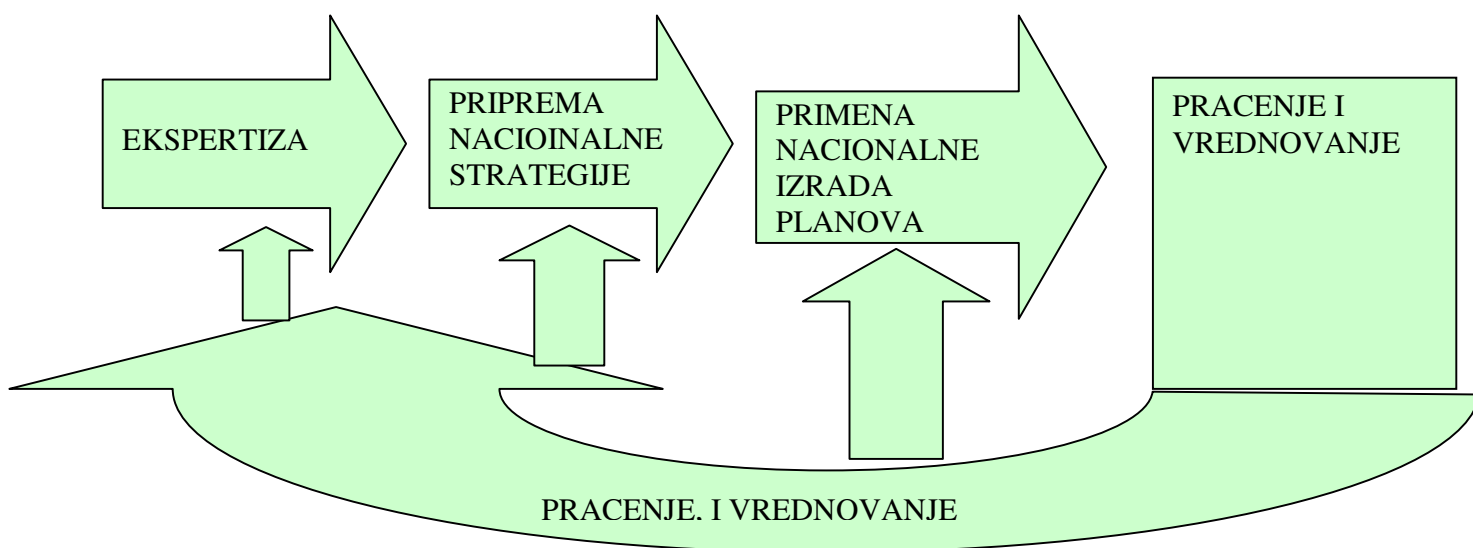 EKSPERTIZA
PRIPREMA
NACIOINALNE
STRATEGIJE
PRIMENA
NACIONALNE
IZRADA
PLANOVA
PRACENJE I
VREDNOVANJE
PRACENJE, I VREDNOVANJE